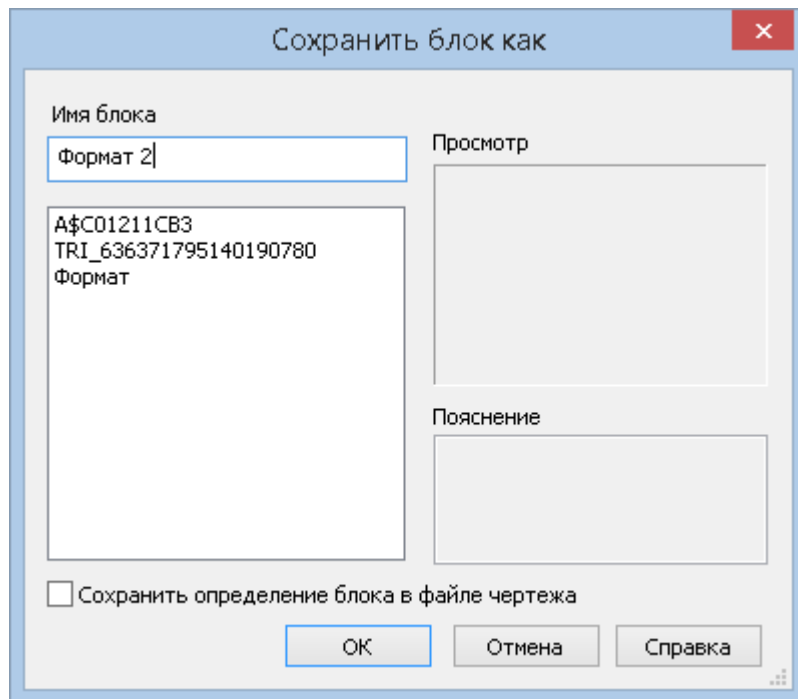 Сохранить блок как
Имя блока
Формат 2
A$C01211CB3
TRI_636371795140190780
Формат
Просмотр
Пояснение
Сохранить определение блока в файле чертежа
ОК
Отмена
Справка